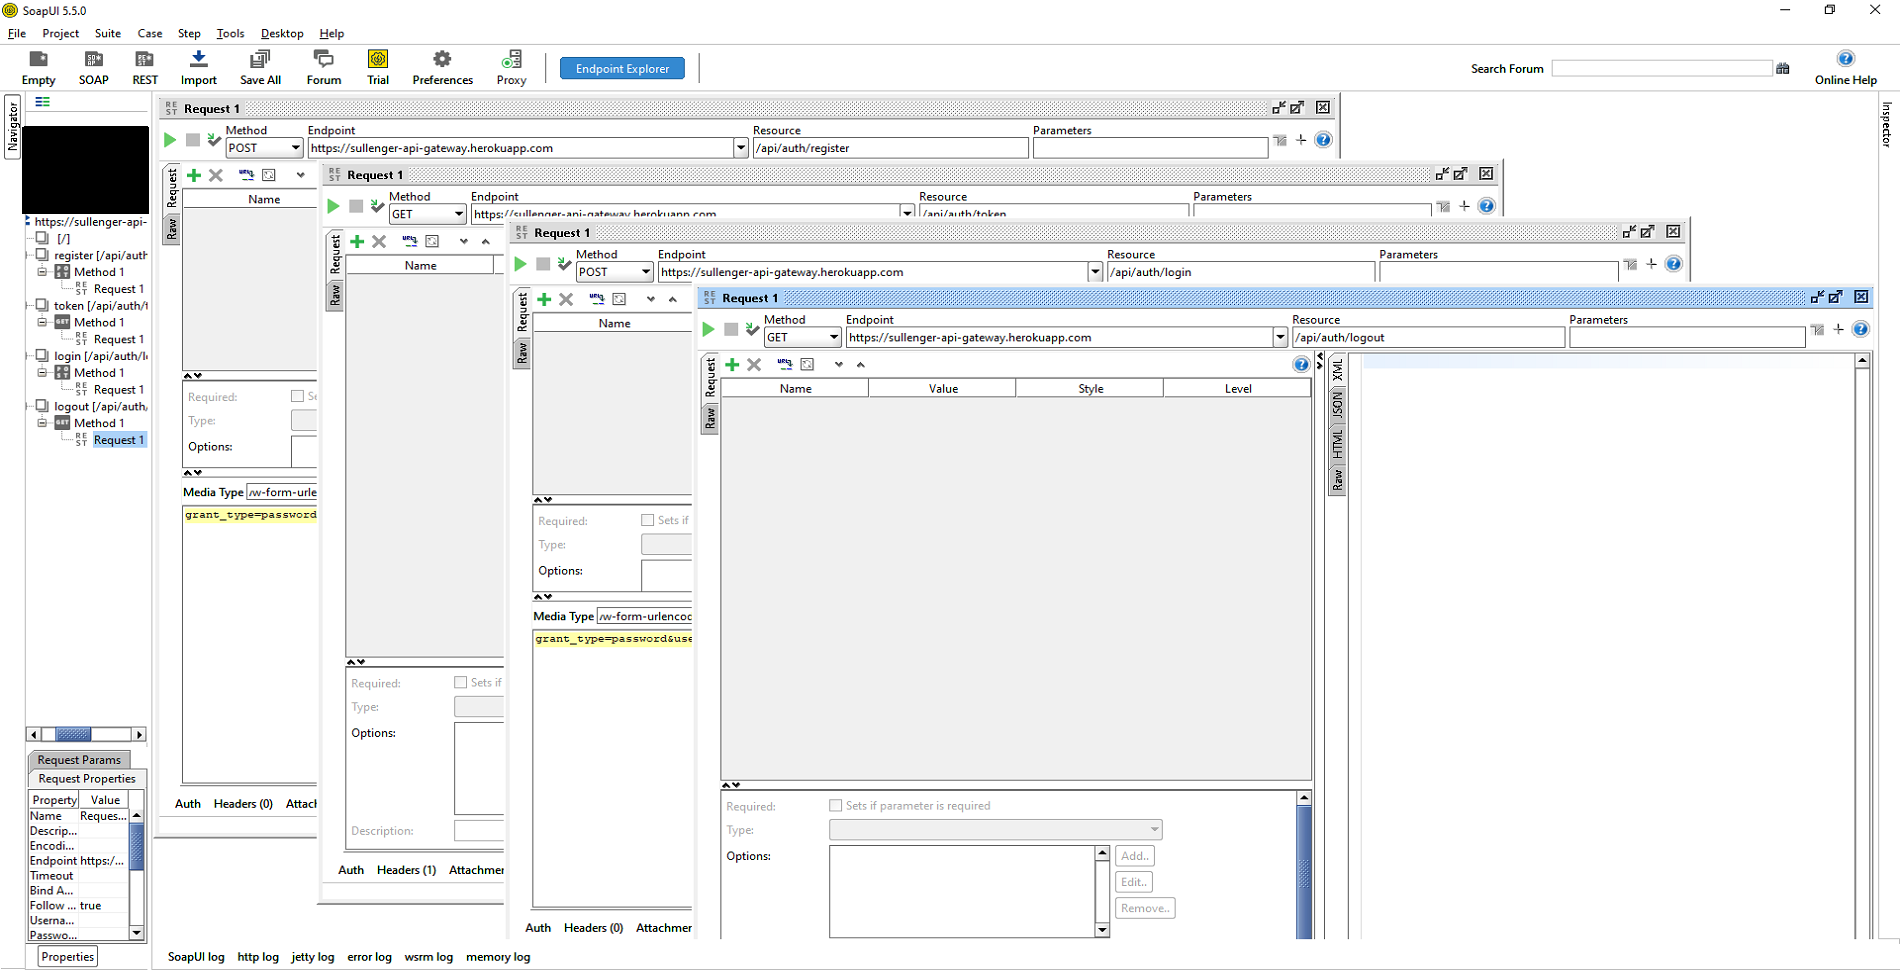 SoapUI 5.5.0
File Project Suite Case Step Tools Desktop Help
Empty SOAP REST Import Save All Forum Trial Preferences Proxy Endpoint Explorer Search Forum Online Help
Navigator
Inspector
https://sullenger-api-
[/]
register [/api/auth
Method 1
Request 1
token [/api/auth/t
Method 1
Request 1
login [/api/auth/l
Method 1
Request 1
logout [/api/auth,
Method 1
Request 1
Request Params
Request Properties
Property Value
Name Reques...
Descrip...
Encodi...
Endpoint https:/...
Timeout
Bind A...
Follow ... true
Userna...
Passwo...
Properties
Request 1
Method Endpoint Resource Parameters
POST https://sullenger-api-gateway.herokuapp.com /api/auth/register
Request
Raw
Name
Required: Se
Type:
Options:
Media Type /w-form-urle
grant_type=password
Auth Headers (0) Attach
Request 1
Method Endpoint Resource Parameters
GET https://sullenger-api-gateway.herokuapp.com /api/auth/token
Request
Raw
Name
Required: Sets if
Type:
Options:
Description:
Auth Headers (1) Attachmer
Request 1
Method Endpoint Resource Parameters
POST https://sullenger-api-gateway.herokuapp.com /api/auth/login
Request
Raw
Name
Required: Sets if
Type:
Options:
Media Type /w-form-urlencoc
grant_type=password&use
Auth Headers (0) Attachmer
Request 1
Method Endpoint Resource Parameters
GET https://sullenger-api-gateway.herokuapp.com /api/auth/logout
Request
Raw
Name Value Style Level
XML
JSON
HTML
Raw
Required: Sets if parameter is required
Type:
Options:
Add..
Edit..
Remove..
SoapUI log http log jetty log error log wsrm log memory log